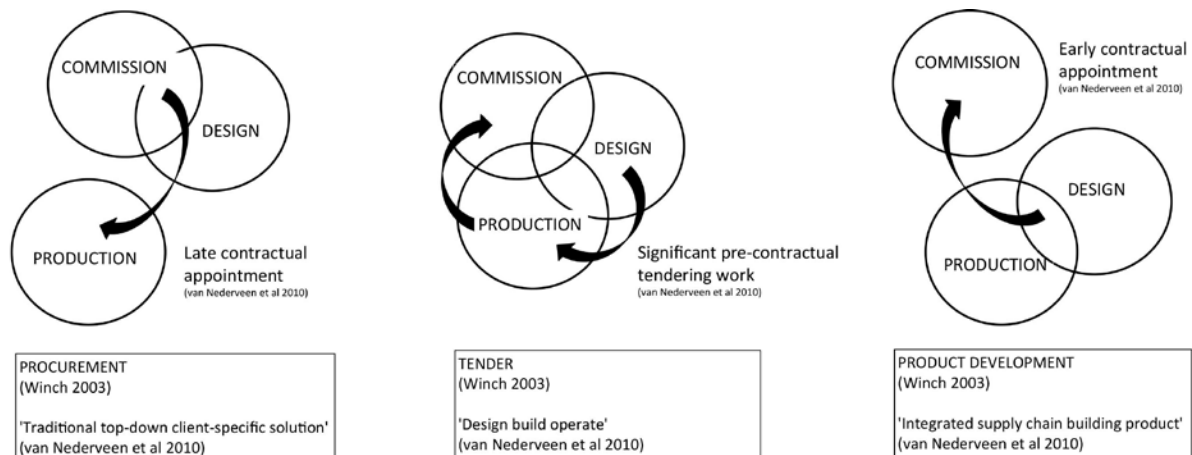 COMMISSION
DESIGN
PRODUCTION
Late contractual
appointment
(van Nederveen et al 2010)
PROCUREMENT
(Winch 2003)
'Traditional top-down client-specific solution'
(van Nederveen et al 2010)
COMMISSION
DESIGN
PRODUCTION
Significant pre-contractual
tendering work
(van Nederveen et al 2010)
TENDER
(Winch 2003)
'Design build operate'
(van Nederveen et al 2010)
COMMISSION
Early contractual
appointment
(van Nederveen et al 2010)
DESIGN
PRODUCTION
PRODUCT DEVELOPMENT
(Winch 2003)
'Integrated supply chain building product'
(van Nederveen et al 2010)